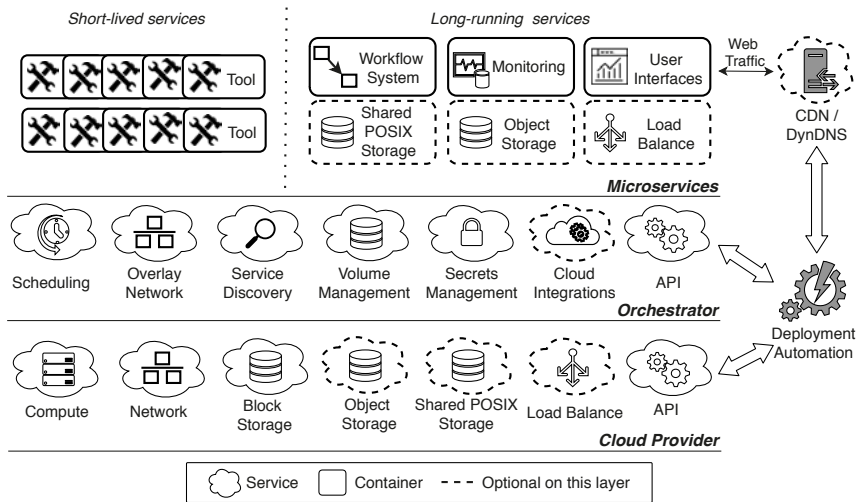 Short-lived services
Long-running services
Tool
Tool
Workflow
System
Monitoring
User
Interfaces
Web
Traffic
CDN /
DynDNS
Shared
POSIX
Storage
Object
Storage
Load
Balance
Microservices
Scheduling
Overlay
Network
Service
Discovery
Volume
Management
Secrets
Management
Cloud
Integrations
API
Orchestrator
Deployment
Automation
Compute
Network
Block
Storage
Object
Storage
Shared POSIX
Storage
Load Balance
API
Cloud Provider
Service
Container
Optional on this layer